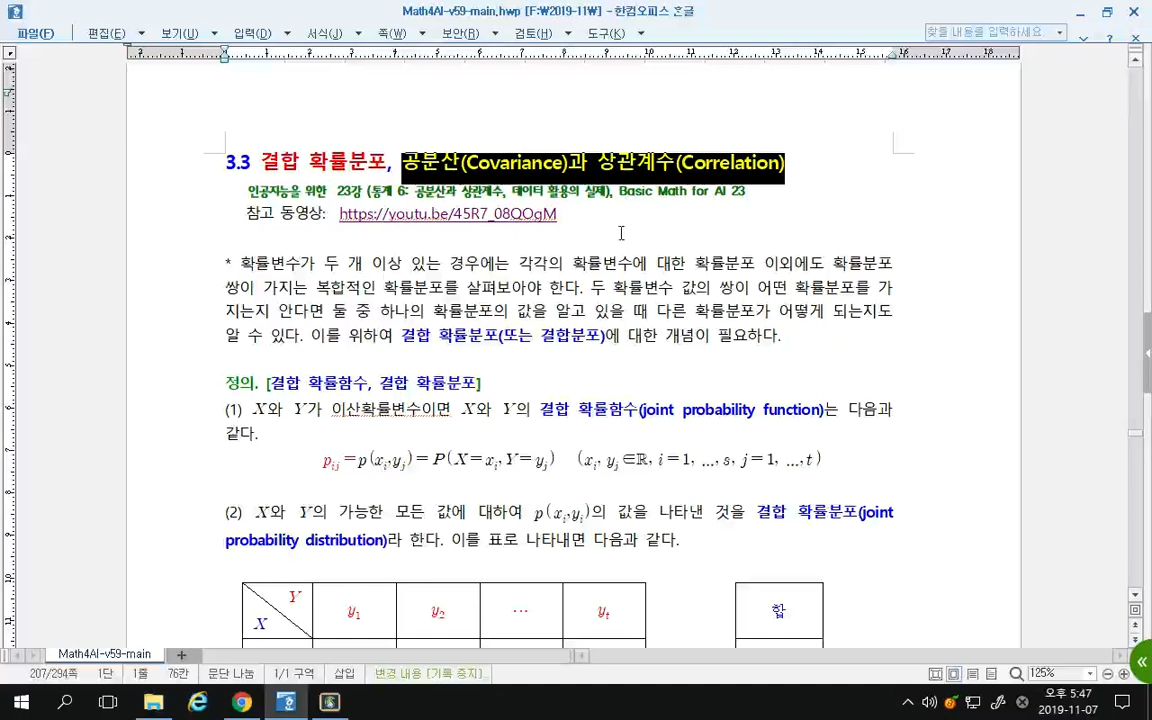 Math4AI-v59-main.hwp [F:₩2019-11₩] - 한컴오피스 한글
파일(F) 편집(E) 보기(U) 입력(D) 서식(J) 쪽(W) 보안(R) 검토(H) 도구(K) 찾을 내용을 입력하세요.
3.3 결합 확률분포, 공분산(Covariance)과 상관계수(Correlation)
인공지능을 위한 23강 (통계 6: 공분산과 상관계수, 데이터 활용의 실제), Basic Math for AI 23
참고 동영상: https://youtu.be/45R7_08QOgM
* 확률변수가 두 개 이상 있는 경우에는 각각의 확률변수에 대한 확률분포 이외에도 확률분포
쌍이 가지는 복합적인 확률분포를 살펴보아야 한다. 두 확률변수 값의 쌍이 어떤 확률분포를 가
지는지 안다면 둘 중 하나의 확률분포의 값을 알고 있을 때 다른 확률분포가 어떻게 되는지도
알 수 있다. 이를 위하여 결합 확률분포(또는 결합분포)에 대한 개념이 필요하다.
정의. [결합 확률함수, 결합 확률분포]
(1) X와 Y가 이산확률변수이면 X와 Y의 결합 확률함수(joint probability function)는 다음과
같다.
p_{ij} = p(x_i, y_j) = P(X = x_i, Y = y_j) (x_i, y_j ∈ ℝ, i = 1, ..., s, j = 1, ..., t)
(2) X와 Y의 가능한 모든 값에 대하여 p(x_i, y_i)의 값을 나타낸 것을 결합 확률분포(joint
probability distribution)라 한다. 이를 표로 나타내면 다음과 같다.
Y
X y_1 y_2 ⋯ y_t 합
Math4AI-v59-main
207/294쪽 1단 1줄 76칸 문단 나눔 1/1 구역 삽입 변경 내용 [기록 중지] 125%
오후 5:47
2019-11-07